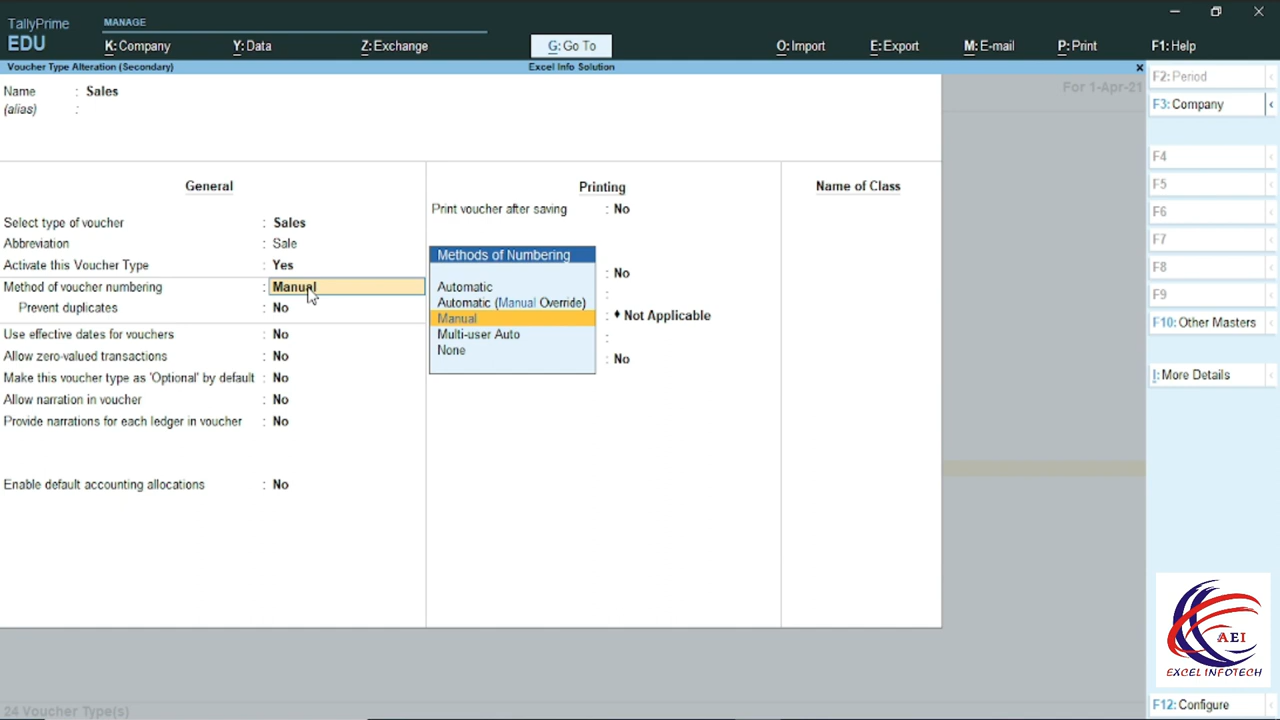 TallyPrime
EDU
MANAGE
K: Company
Y: Data
Z: Exchange
G: Go To
O: Import
E: Export
M: E-mail
P: Print
F1: Help
Voucher Type Alteration (Secondary)
Excel Info Solution
Name : Sales
(alias) :
For 1-Apr-21
General
Select type of voucher : Sales
Abbreviation : Sale
Activate this Voucher Type : Yes
Method of voucher numbering : Manual
Prevent duplicates : No
Use effective dates for vouchers : No
Allow zero-valued transactions : No
Make this voucher type as 'Optional' by default : No
Allow narration in voucher : No
Provide narrations for each ledger in voucher : No
Enable default accounting allocations : No
Printing
Print voucher after saving : No
: No
:
: ♦ Not Applicable
:
: No
Methods of Numbering
Automatic
Automatic (Manual Override)
Manual
Multi-user Auto
None
Name of Class
F2: Period
F3: Company
F4
F5
F6
F7
F8
F9
F10: Other Masters
I: More Details
AEI
EXCEL INFOTECH
F12: Configure
24 Voucher Type(s)